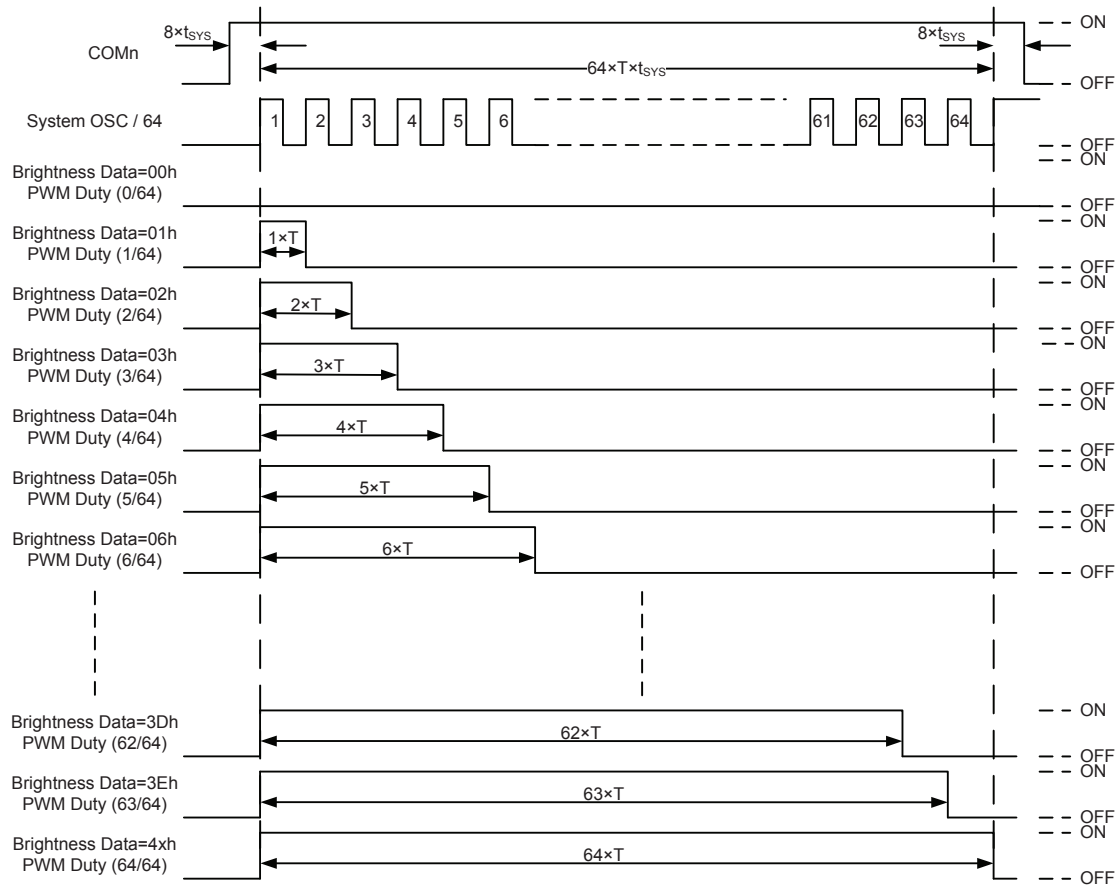 ON
8×tSYS
8×tSYS
COMn
64×T×tSYS
OFF
System OSC / 64
1 2 3 4 5 6 61 62 63 64
OFF
ON
Brightness Data=00h
PWM Duty (0/64)
OFF
ON
Brightness Data=01h
PWM Duty (1/64)
1×T
OFF
ON
Brightness Data=02h
PWM Duty (2/64)
2×T
OFF
ON
Brightness Data=03h
PWM Duty (3/64)
3×T
OFF
ON
Brightness Data=04h
PWM Duty (4/64)
4×T
OFF
ON
Brightness Data=05h
PWM Duty (5/64)
5×T
OFF
ON
Brightness Data=06h
PWM Duty (6/64)
6×T
OFF
ON
Brightness Data=3Dh
PWM Duty (62/64)
62×T
OFF
ON
Brightness Data=3Eh
PWM Duty (63/64)
63×T
OFF
ON
Brightness Data=4xh
PWM Duty (64/64)
64×T
OFF